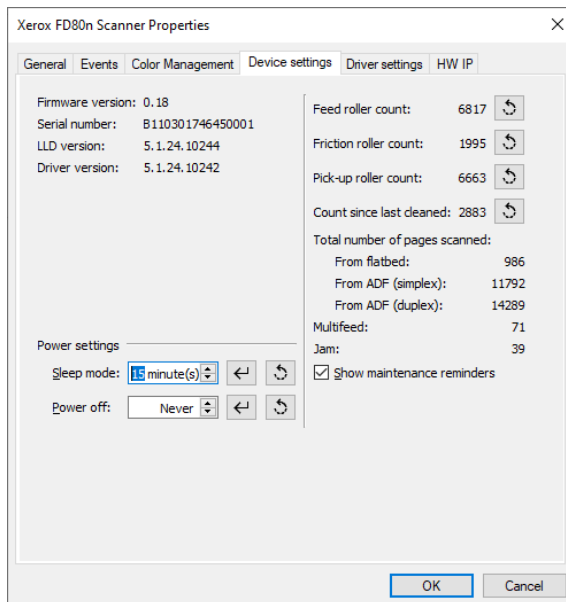 Xerox FD80n Scanner Properties
General Events Color Management Device settings Driver settings HW IP
Firmware version: 0.18
Serial number: B110301746450001
LLD version: 5.1.24.10244
Driver version: 5.1.24.10242
Power settings
Sleep mode: 15 minute(s)
Power off: Never
Feed roller count: 6817
Friction roller count: 1995
Pick-up roller count: 6663
Count since last cleaned: 2883
Total number of pages scanned:
From flatbed: 986
From ADF (simplex): 11792
From ADF (duplex): 14289
Multifeed: 71
Jam: 39
Show maintenance reminders
OK Cancel